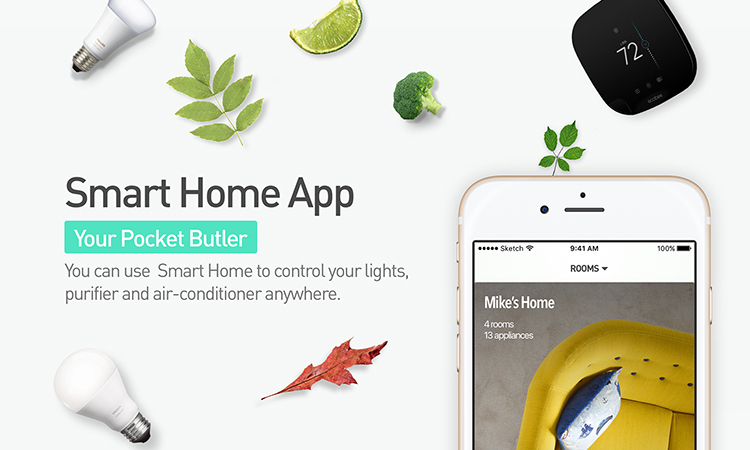 72
Smart Home App
Your Pocket Butler
You can use Smart Home to control your lights,
purifier and air-conditioner anywhere.
Sketch
9:41 AM
100%
ROOMS
Mike's Home
4 rooms
13 appliances